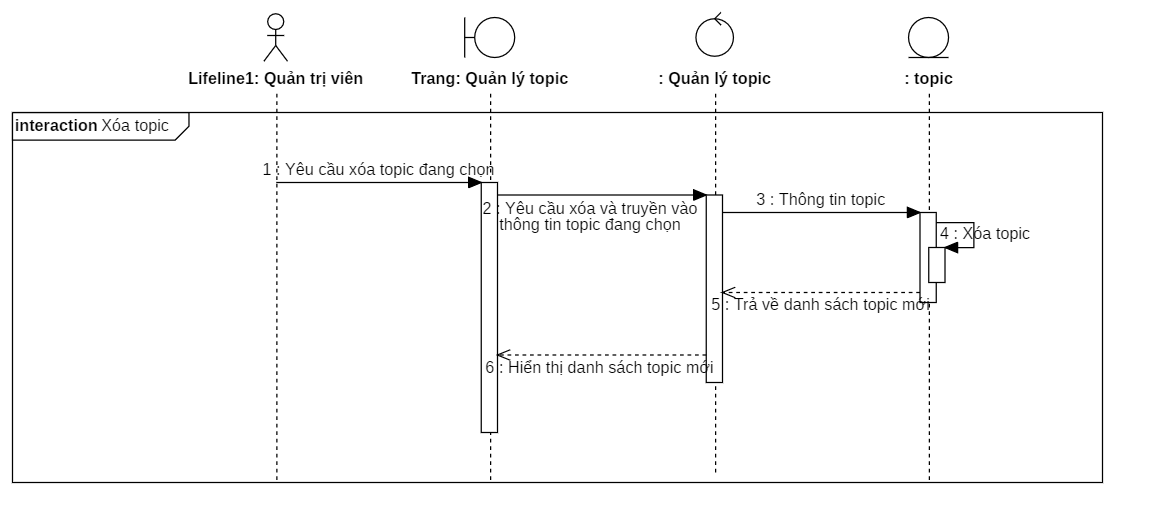 Lifeline1: Quản trị viên
Trang: Quản lý topic
: Quản lý topic
: topic
interaction Xóa topic
1 : Yêu cầu xóa topic đang chọn
2 : Yêu cầu xóa và truyền vào
thông tin topic đang chọn
3 : Thông tin topic
4 : Xóa topic
5 : Trả về danh sách topic mới
6 : Hiển thị danh sách topic mới